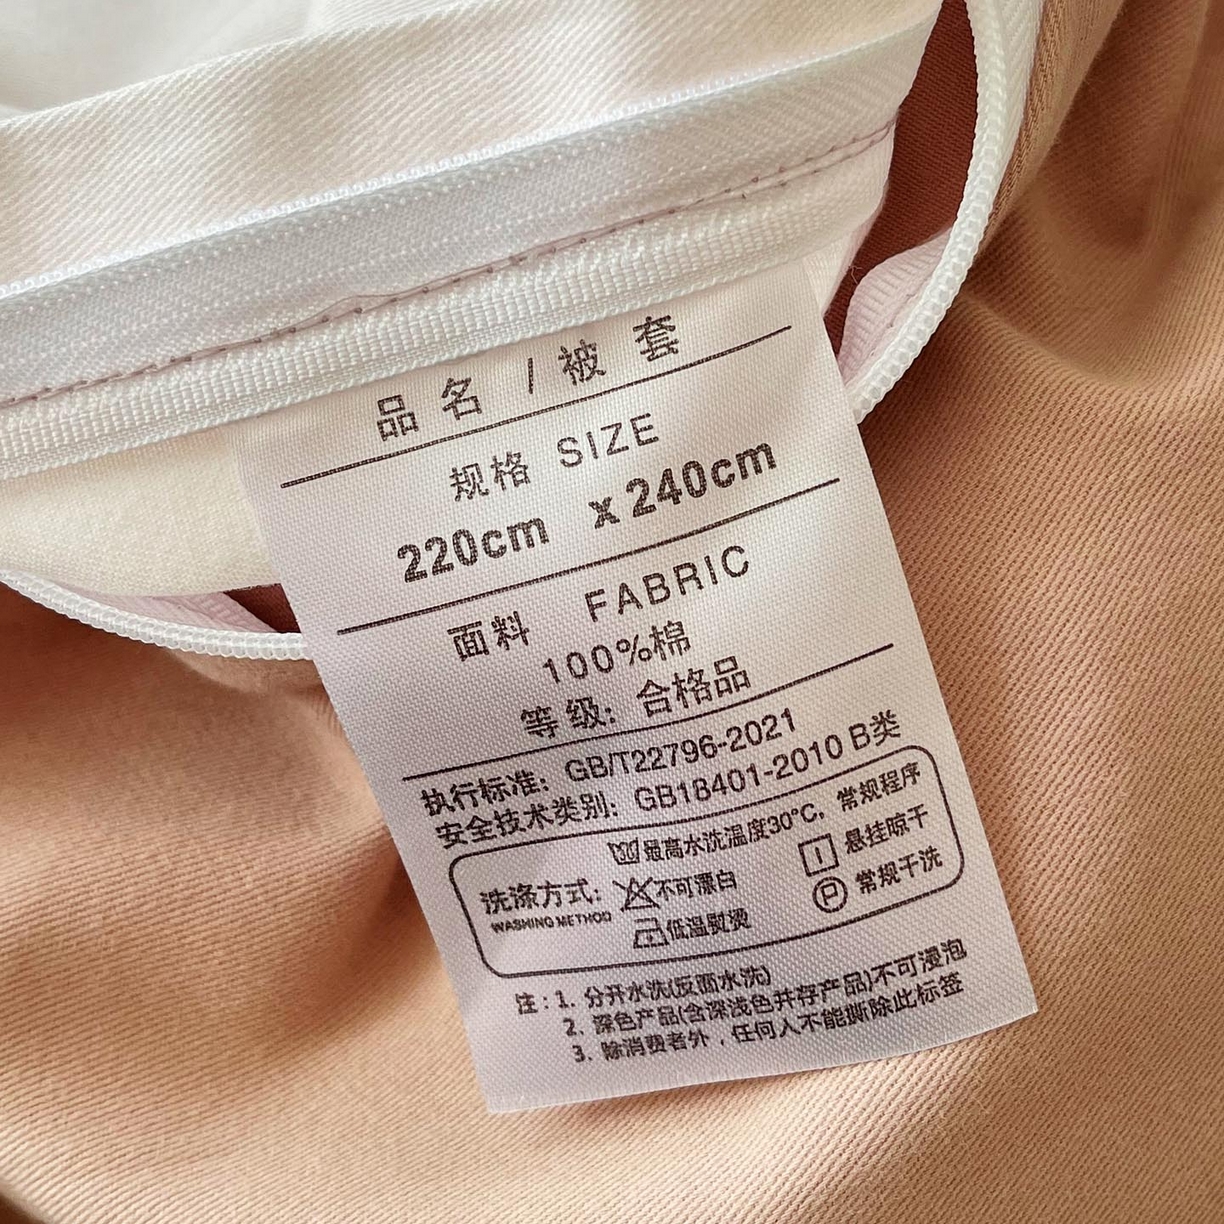 品名 / 被套
规格 SIZE
220cm x 240cm
面料 FABRIC
100%棉
等级: 合格品
执行标准: GB/T22796-2021
安全技术类别: GB18401-2010 B类
洗涤方式:
WASHING METHOD
最高水洗温度30°C, 常规程序
不可漂白
悬挂晾干
低温熨烫
P 常规干洗
注: 1. 分开水洗(反面水洗)
2. 深色产品(含深浅色并存产品)不可浸泡
3. 除消费者外, 任何人不能撕除此标签